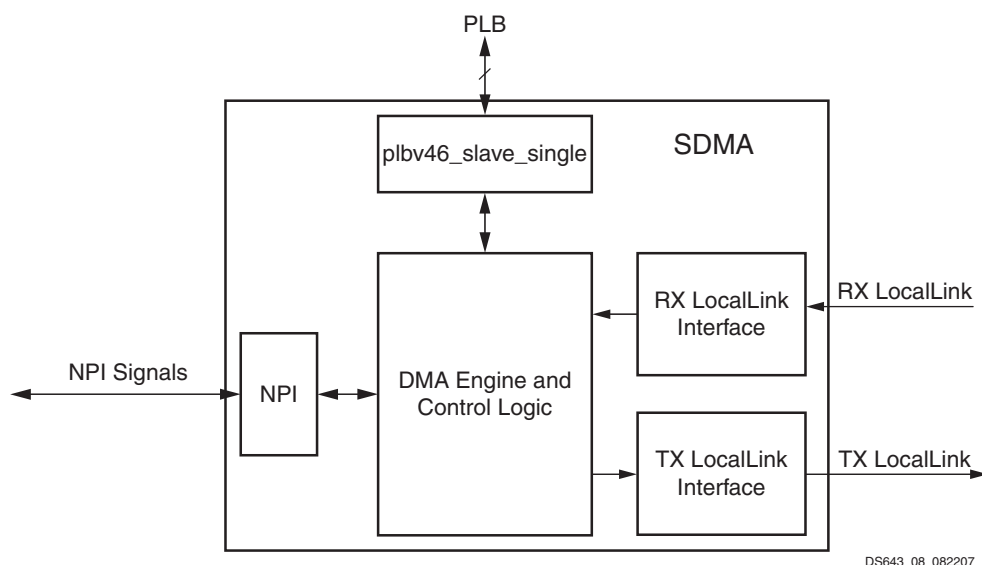 PLB
plbv46_slave_single
SDMA
RX LocalLink
Interface
RX LocalLink
NPI Signals
NPI
DMA Engine and
Control Logic
TX LocalLink
Interface
TX LocalLink
DS643_08_082207